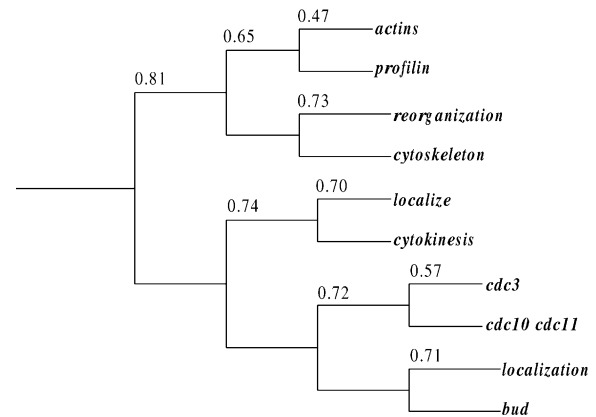 0.47
actins
0.65
profilin
0.81
0.73
reorganization
cytoskeleton
0.70
localize
0.74
cytokinesis
0.57
cdc3
0.72
cdc10 cdc11
0.71
localization
bud